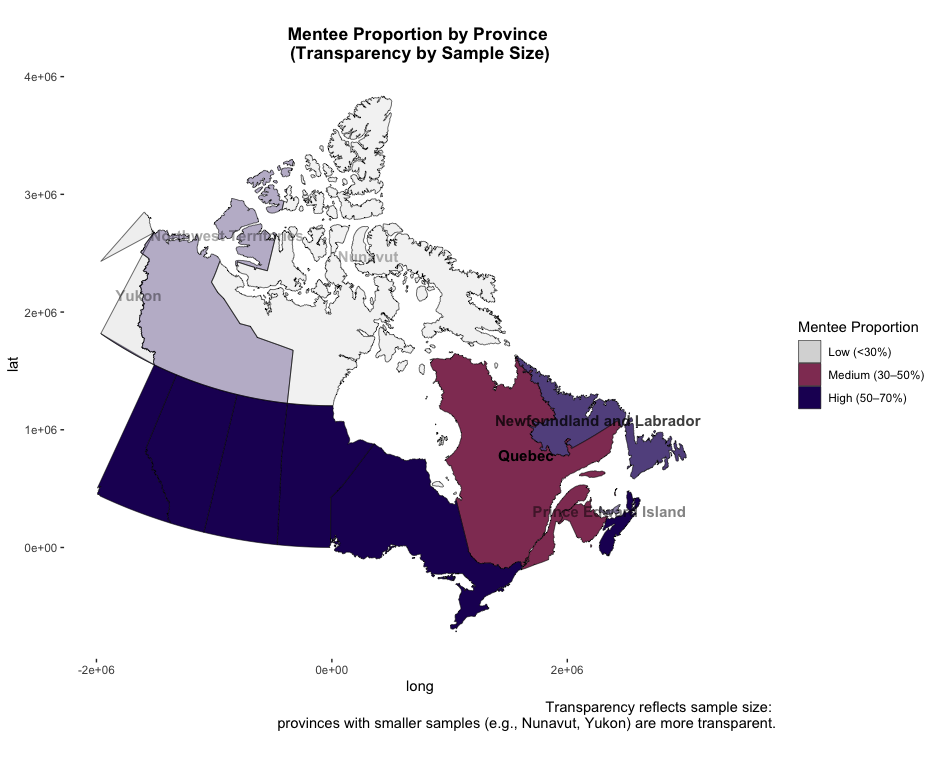 Mentee Proportion by Province
(Transparency by Sample Size)
4e+06
3e+06
2e+06
1e+06
0e+00
lat
Northwest Territories
Nunavut
Yukon
Newfoundland and Labrador
Quebec
Prince Edward Island
Mentee Proportion
Low (<30%)
Medium (30–50%)
High (50–70%)
-2e+06
0e+00
2e+06
long
Transparency reflects sample size:
provinces with smaller samples (e.g., Nunavut, Yukon) are more transparent.